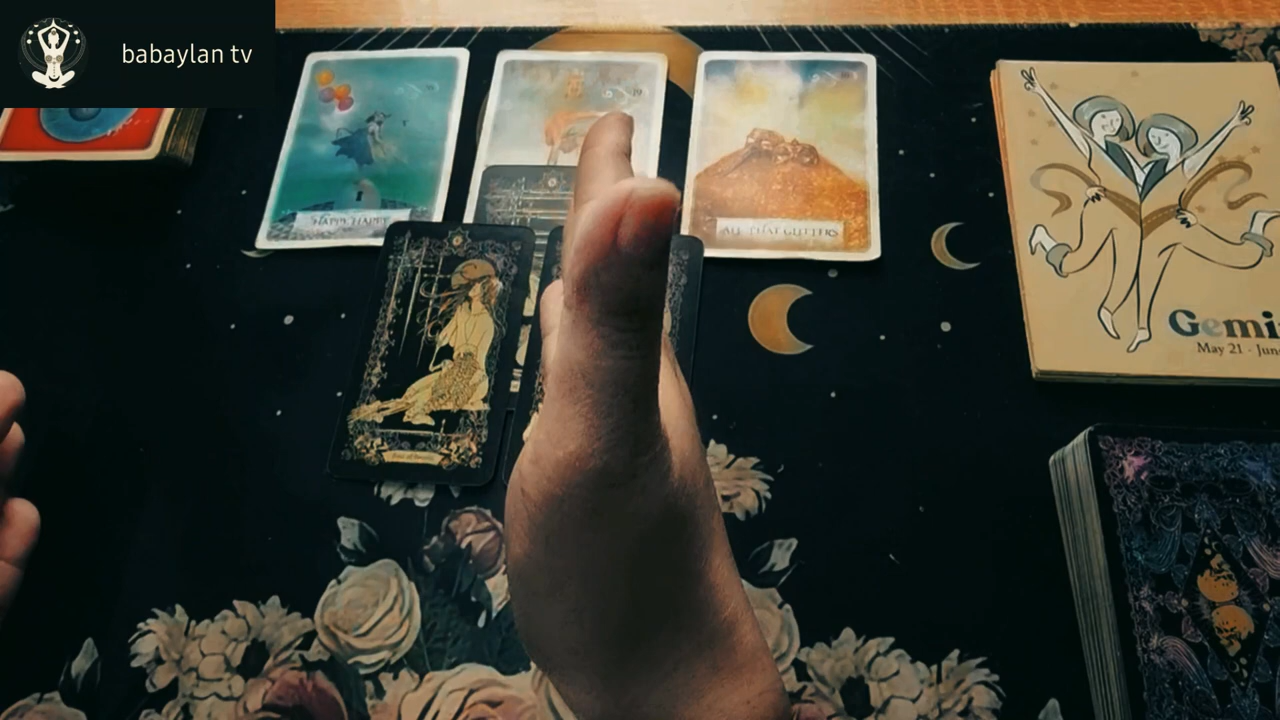 babaylan tv
HAPPY, HAPPY
ALL THAT GLITTERS
Gemi
May 21 - Jun